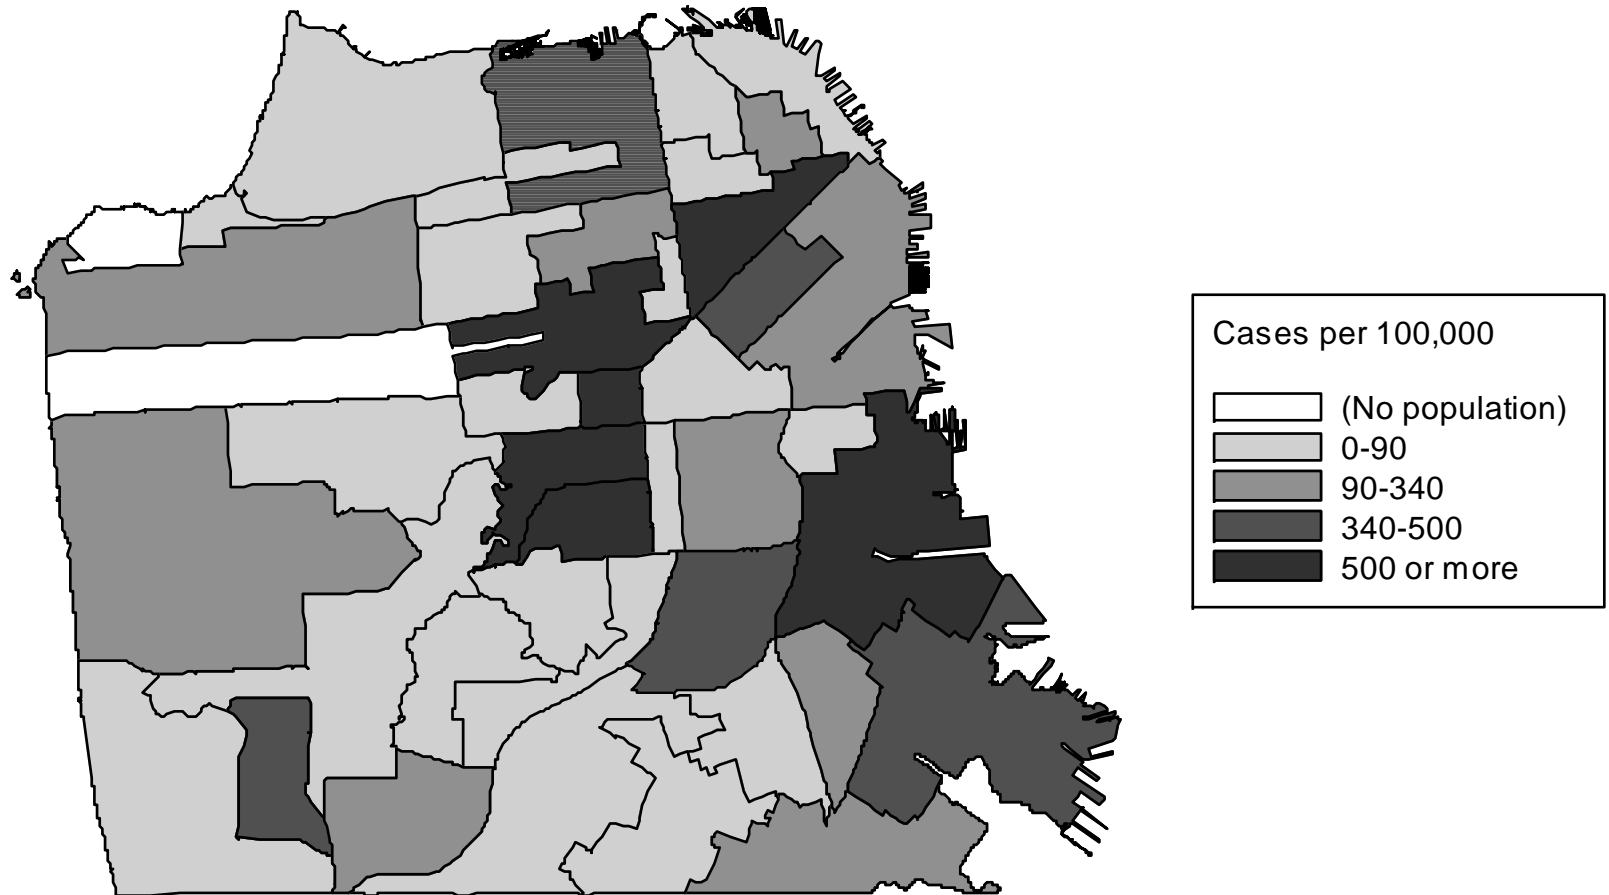 Cases per 100,000
(No population)
0-90
90-340
340-500
500 or more